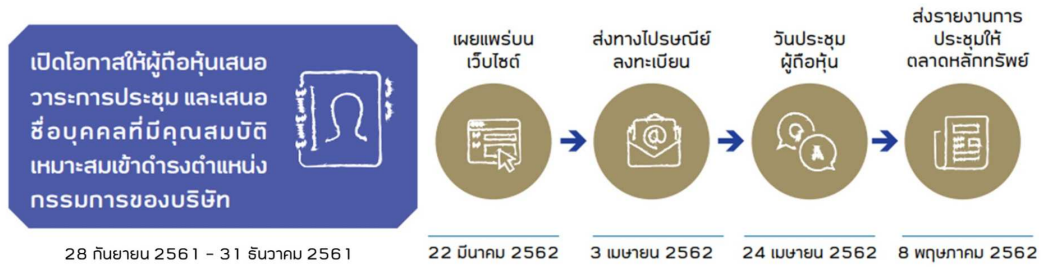 เปิดโอกาสให้ผู้ถือหุ้นเสนอ
วาระการประชุม และเสนอ
ชื่อบุคคลที่มีคุณสมบัติ
เหมาะสมเข้าดำรงตำแหน่ง
กรรมการของบริษัท
28 กันยายน 2561 – 31 ธันวาคม 2561
เผยแพร่บน
เว็บไซต์
22 มีนาคม 2562
ส่งทางไปรษณีย์
ลงทะเบียน
@
3 เมษายน 2562
วันประชุม
ผู้ถือหุ้น
Q
A
24 เมษายน 2562
ส่งรายงานการ
ประชุมให้
ตลาดหลักทรัพย์
8 พฤษภาคม 2562